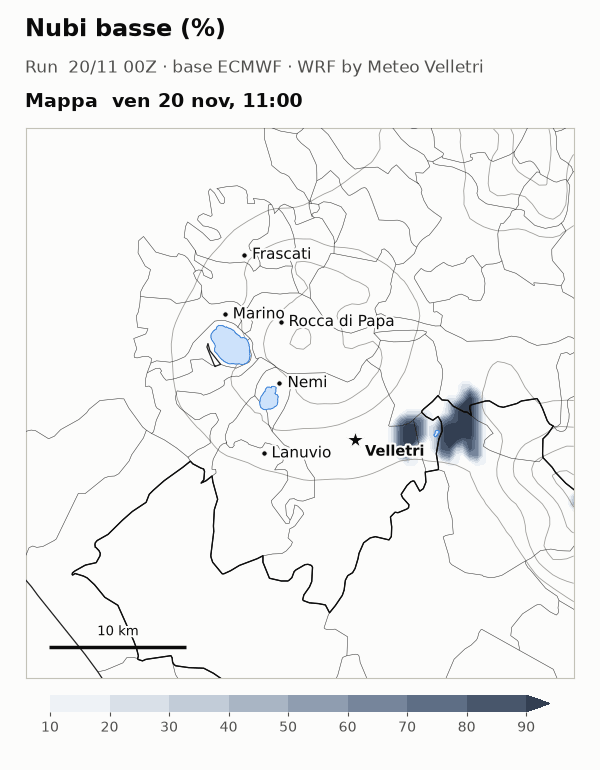 Nubi basse (%)
Run  20/11 00Z · base ECMWF · WRF by Meteo Velletri
Mappa  ven 20 nov, 11:00
Frascati
Marino
Rocca di Papa
Nemi
Velletri
Lanuvio
10 km
10 20 30 40 50 60 70 80 90